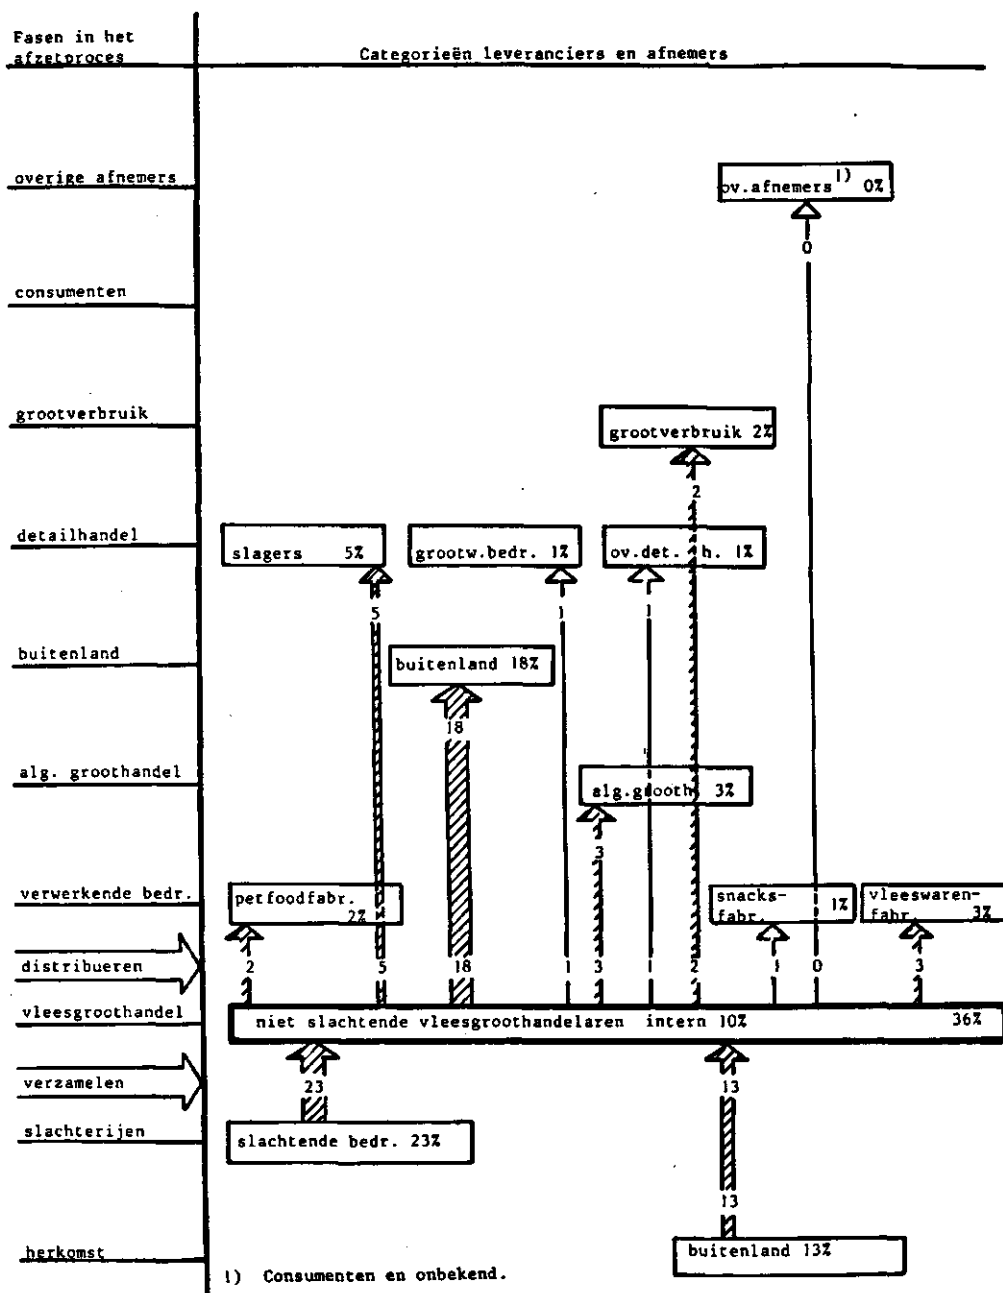 Fasen in het
afzetproces
Categorieën leveranciers en afnemers
overige afnemers
ov.afnemers 1) 0%
0
consumenten
grootverbruik
grootverbruik 2%
2
detailhandel
slagers 5%
grootw.bedr. 1%
ov.det. h. 1%
5
1
1
buitenland
buitenland 18%
18
alg. groothandel
alg.grooth. 3%
3
verwerkende bedr.
petfoodfabr.
2%
snacks-
fabr. 1%
vleeswaren-
fabr. 3%
distribueren
2 5 18 1 3 1 2 1 0 3
vleesgroothandel
niet slachtende vleesgroothandelaren intern 10% 36%
verzamelen
23
13
slachterijen
slachtende bedr. 23%
13
herkomst
buitenland 13%
1) Consumenten en onbekend.